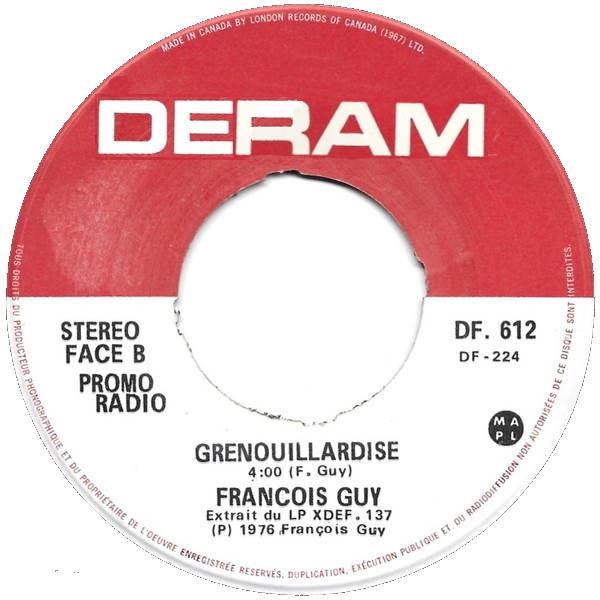 MADE IN CANADA BY LONDON RECORDS OF CANADA (1967) LTD.
DERAM
STEREO
FACE B
PROMO
RADIO
DF. 612
DF-224
M A
P L
GRENOUILLARDISE
4:00 (F. Guy)
FRANCOIS GUY
Extrait du LP XDEF. 137
(P) 1976 François Guy
TOUS DROITS DU PRODUCTEUR PHONOGRAPHIQUE ET DU PROPRIÉTAIRE DE L'OEUVRE ENREGISTRÉE RESERVÉS. DUPLICATION, EXÉCUTION PUBLIQUE ET, OU RADIODIFFUSION NON AUTORISÉES DE CE DISQUE SONT INTERDITES.